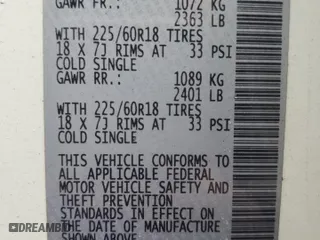 GAWR FR.: 1072 KG
2363 LB
WITH 225/60R18 TIRES
18 X 7J RIMS AT 33 PSI
COLD SINGLE
GAWR RR.: 1089 KG
2401 LB
WITH 225/60R18 TIRES
18 X 7J RIMS AT 33 PSI
COLD SINGLE
THIS VEHICLE CONFORMS TO
ALL APPLICABLE FEDERAL
MOTOR VEHICLE SAFETY AND
THEFT PREVENTION
STANDARDS IN EFFECT ON
THE DATE OF MANUFACTURE
SHOWN ABOVE
DREAMBID